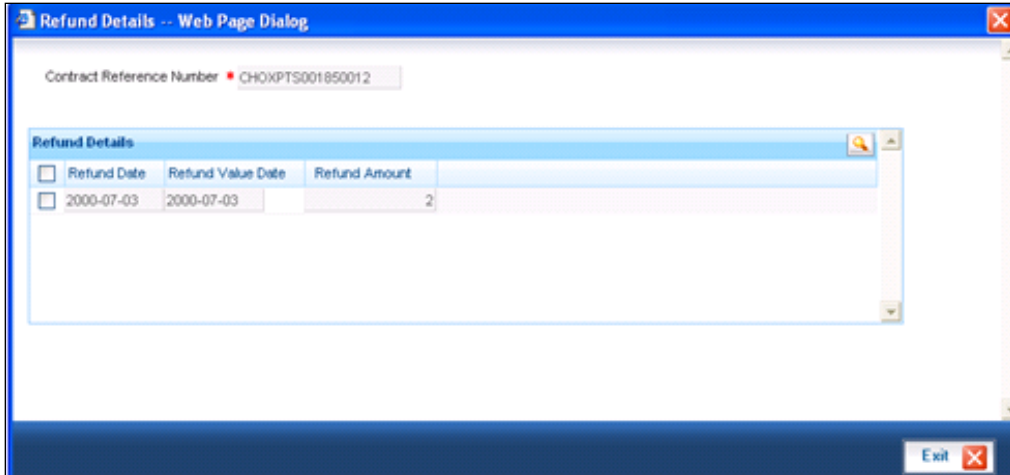 Refund Details -- Web Page Dialog
Contract Reference Number * CHOXPTS001850012
Refund Details
Refund Date Refund Value Date Refund Amount
2000-07-03 2000-07-03 2
Exit